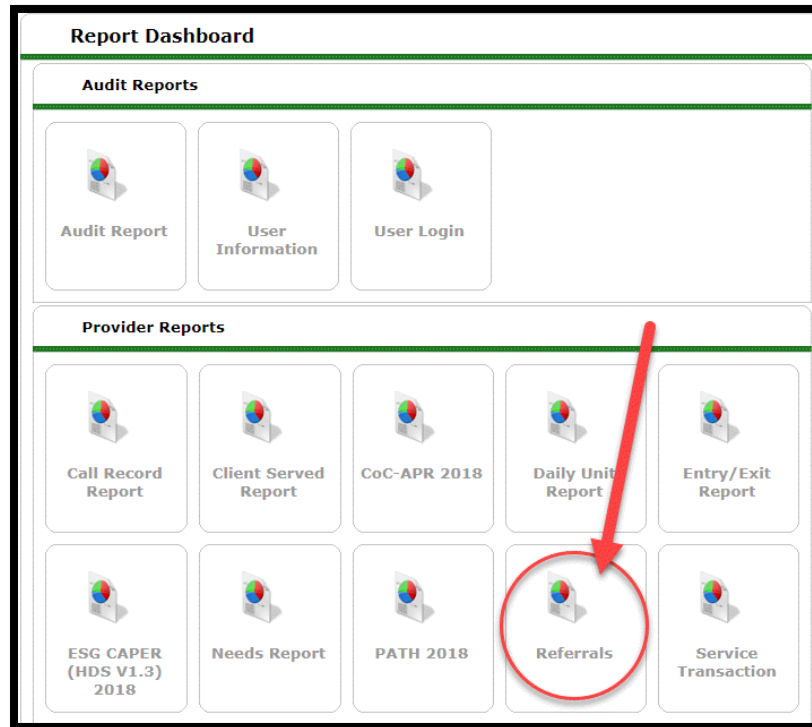 Report Dashboard
Audit Reports
Audit Report
User
Information
User Login
Provider Reports
Call Record
Report
Client Served
Report
CoC-APR 2018
Daily Unit
Report
Entry/Exit
Report
ESG CAPER
(HDS V1.3)
2018
Needs Report
PATH 2018
Referrals
Service
Transaction